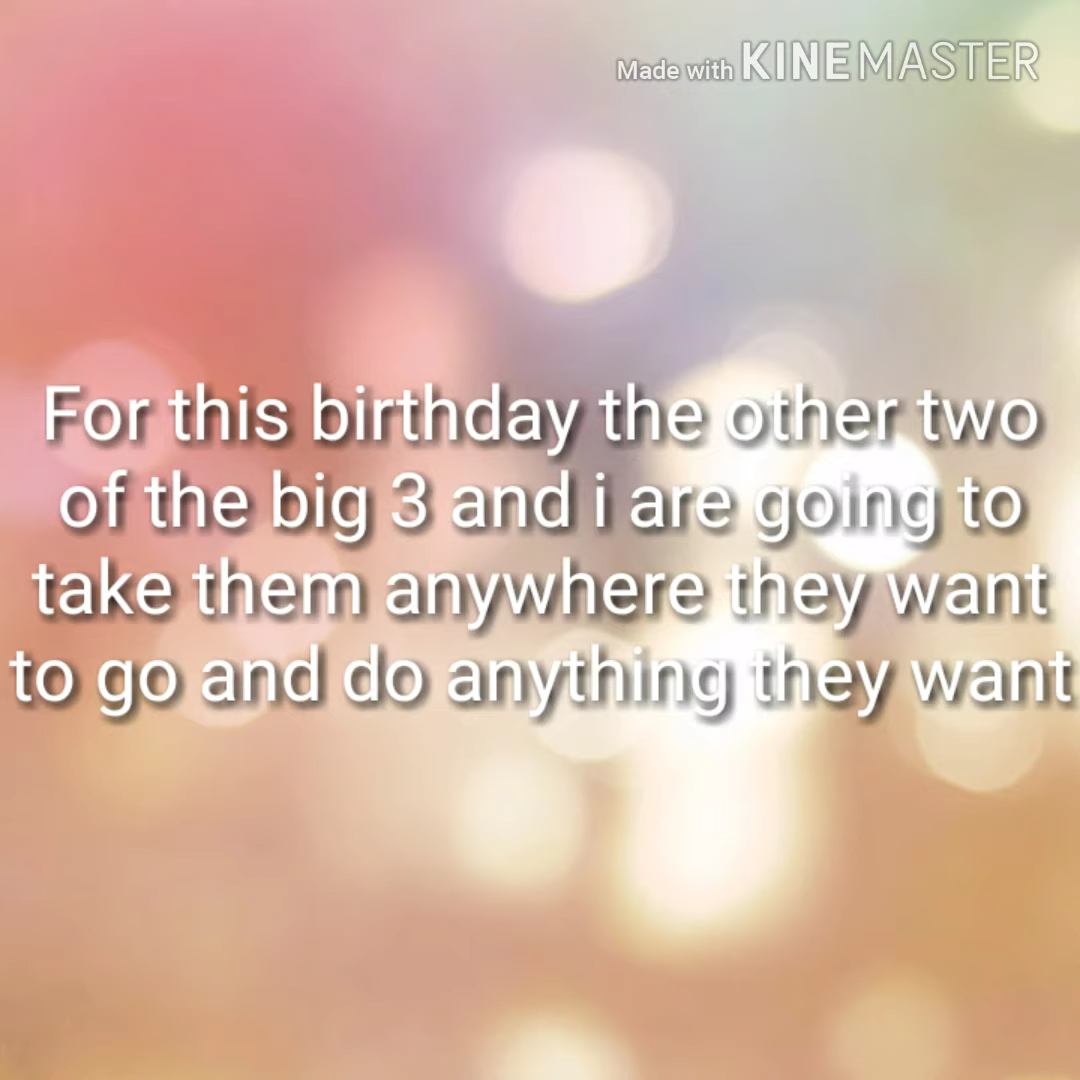 Made with KINEMASTER
For this birthday the other two
of the big 3 and i are going to
take them anywhere they want
to go and do anything they want